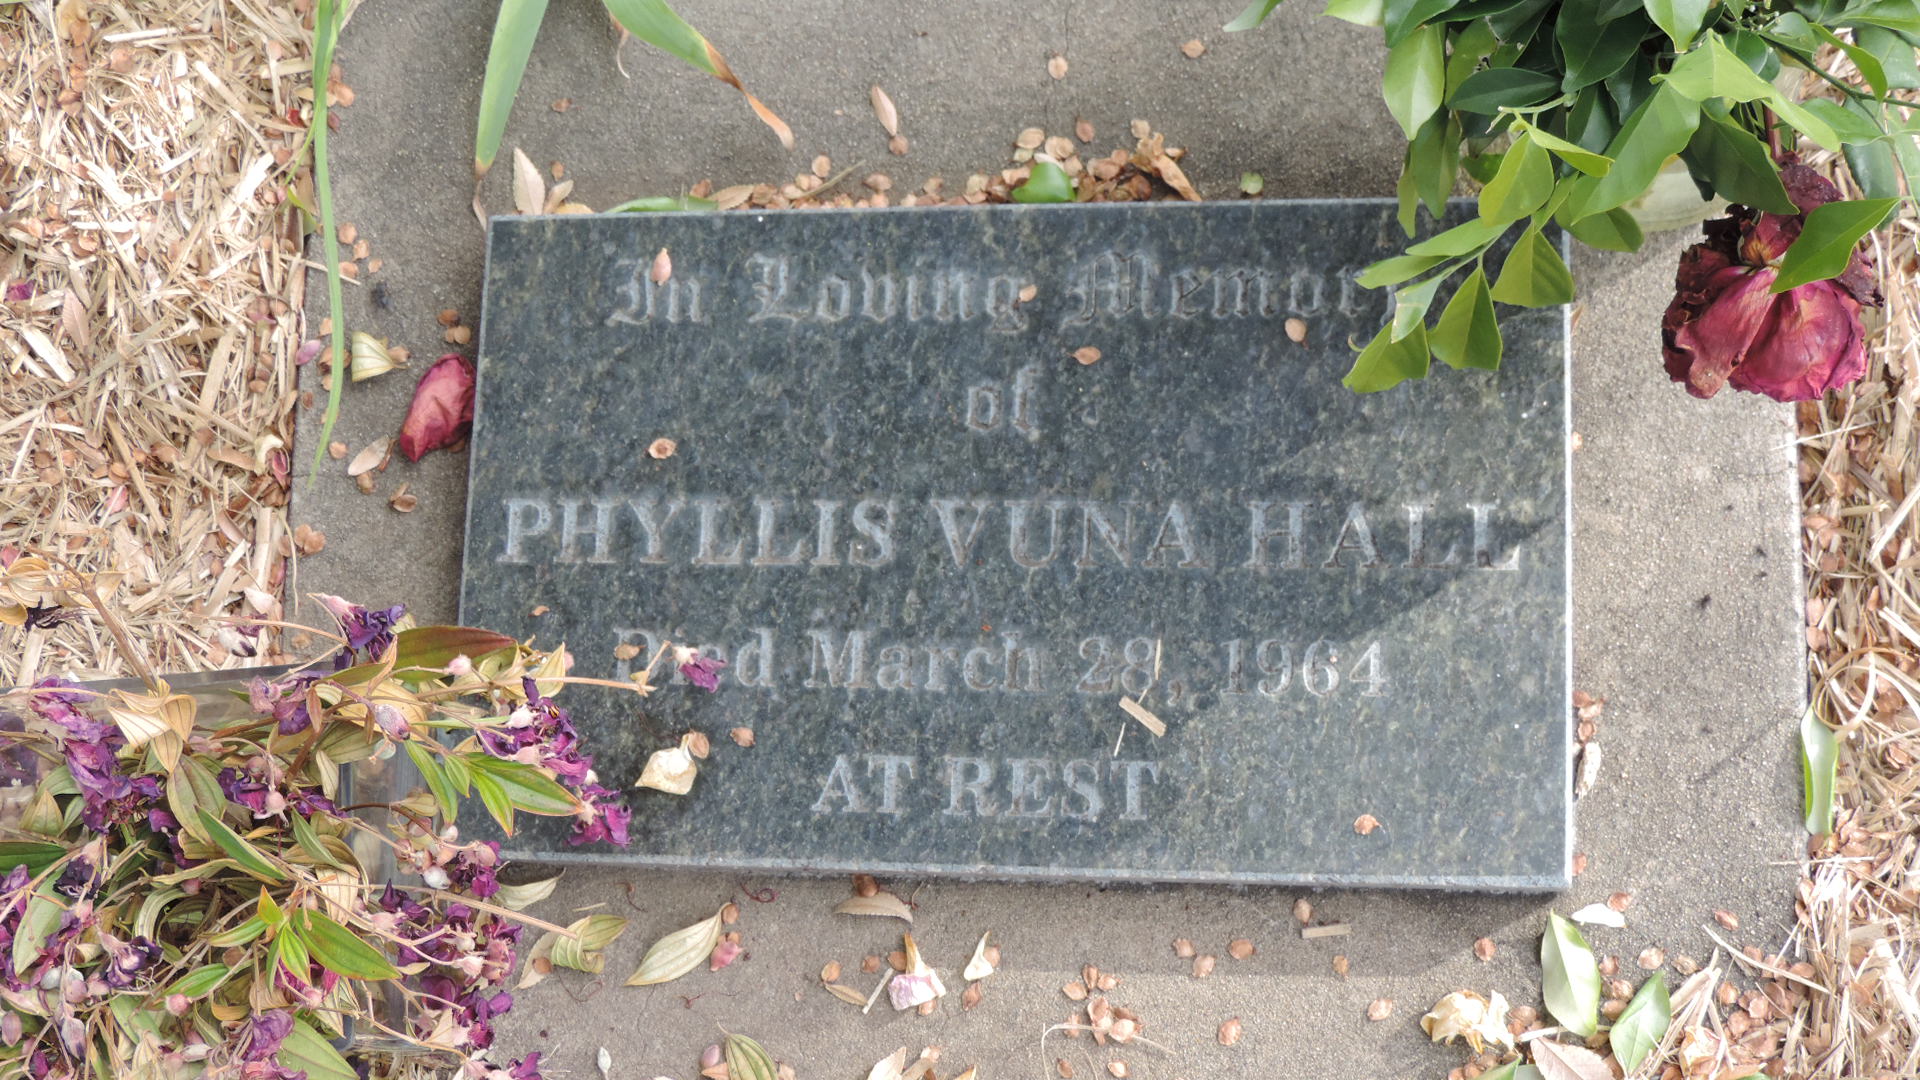 In Loving Memory
of
PHYLLIS VUNA HALL
Died March 28, 1964
AT REST